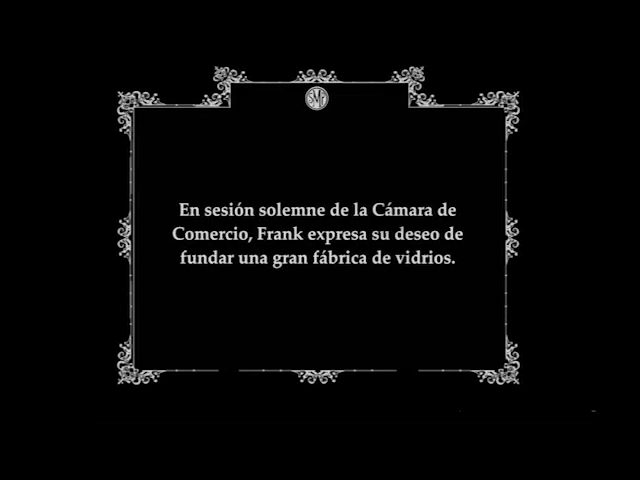 SMP
En sesión solemne de la Cámara de
Comercio, Frank expresa su deseo de
fundar una gran fábrica de vidrios.